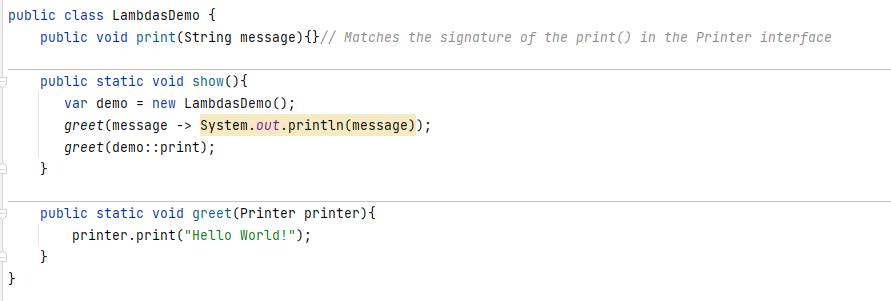 public class LambdasDemo {
    public void print(String message){}// Matches the signature of the print() in the Printer interface
    public static void show(){
        var demo = new LambdasDemo();
        greet(message -> System.out.println(message));
        greet(demo::print);
    }
    public static void greet(Printer printer){
        printer.print("Hello World!");
    }
}